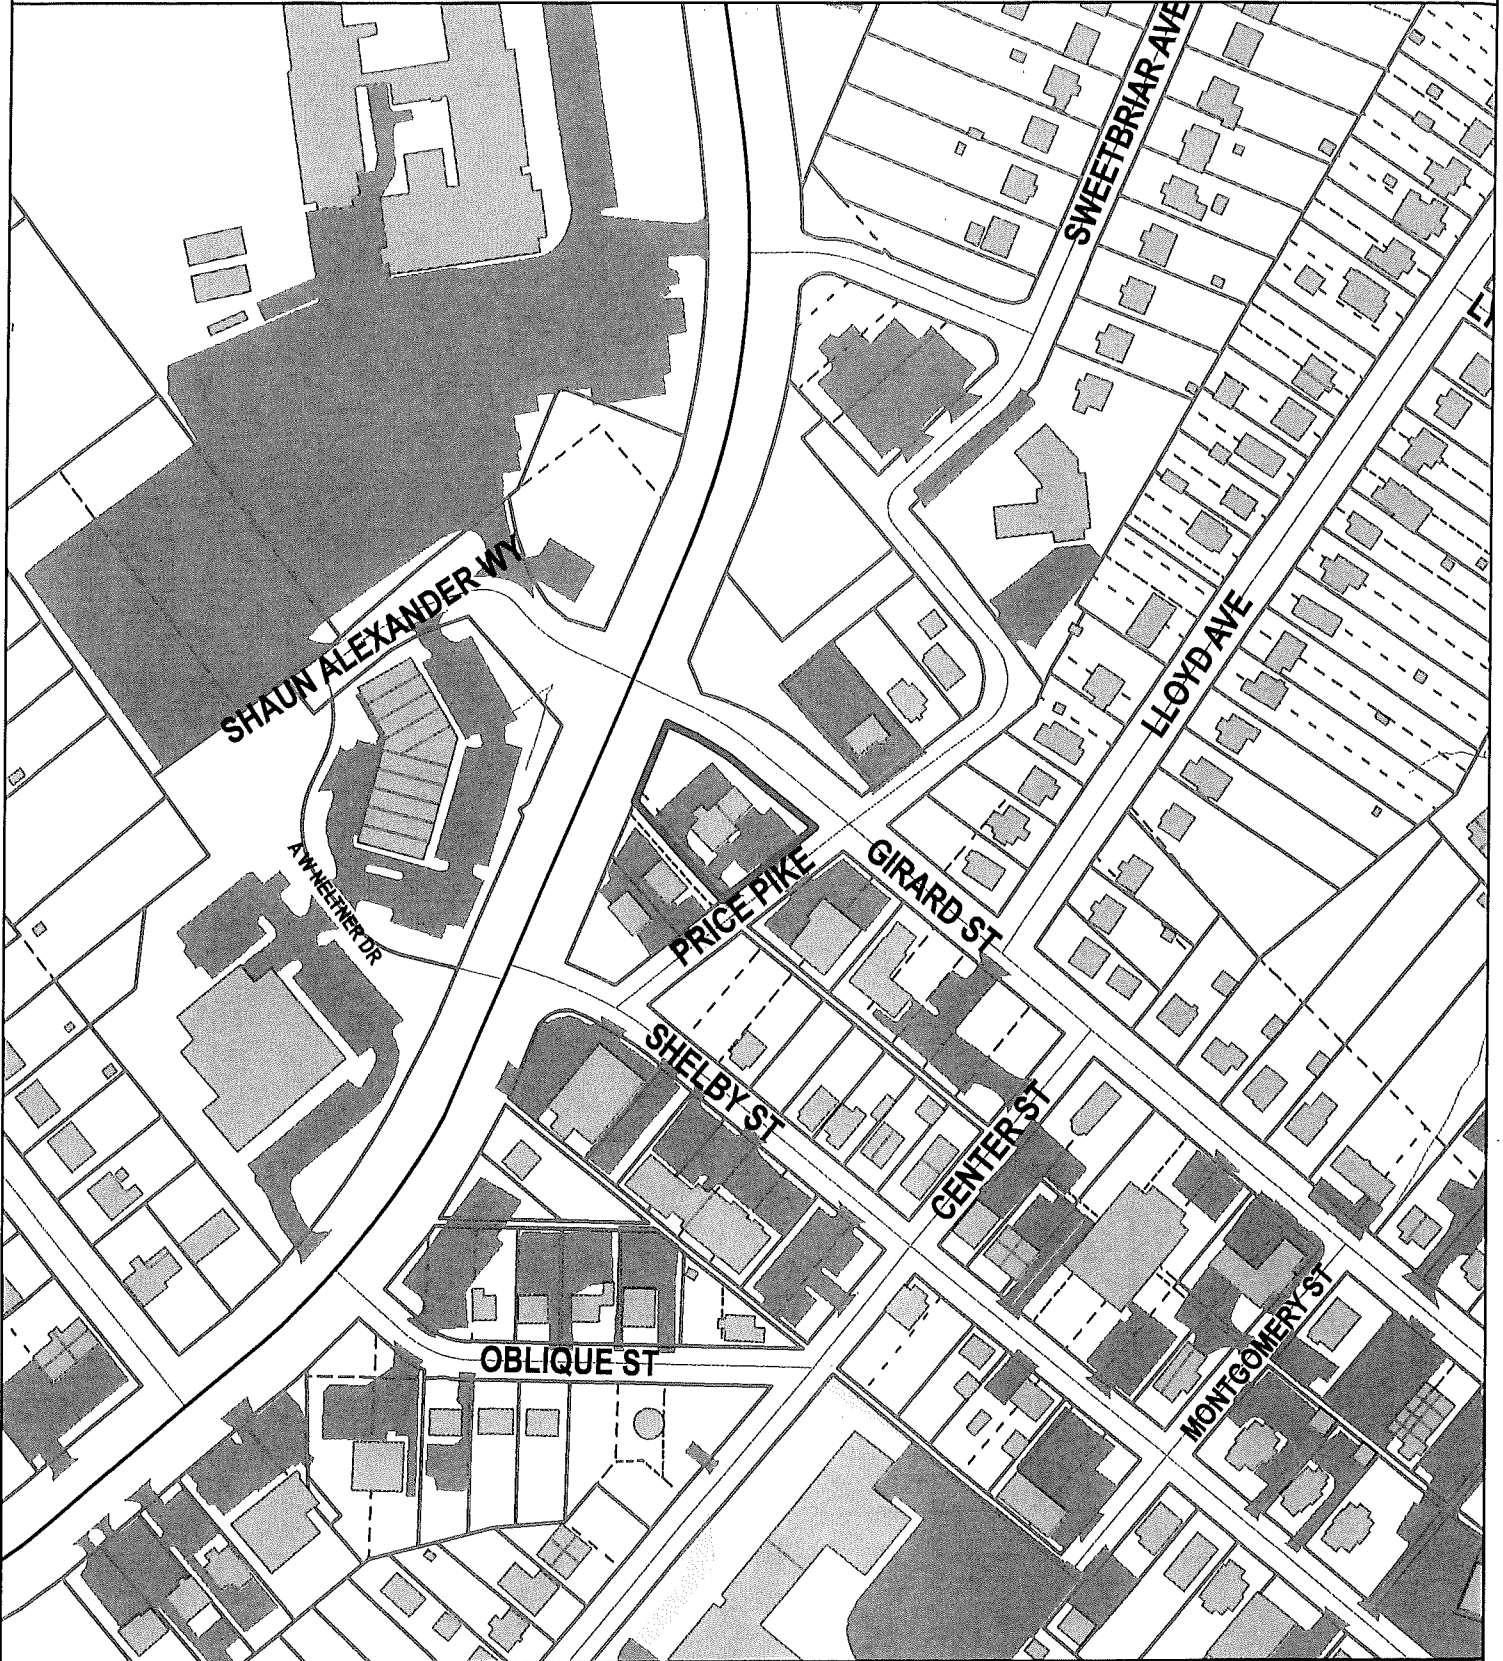 SWEETBRIAR AVE
SHAUN ALEXANDER WY
LLOYD AVE
A W NELTNER DR
PRICE PIKE
GIRARD ST
SHELBY ST
CENTER ST
OBLIQUE ST
MONTGOMERY ST